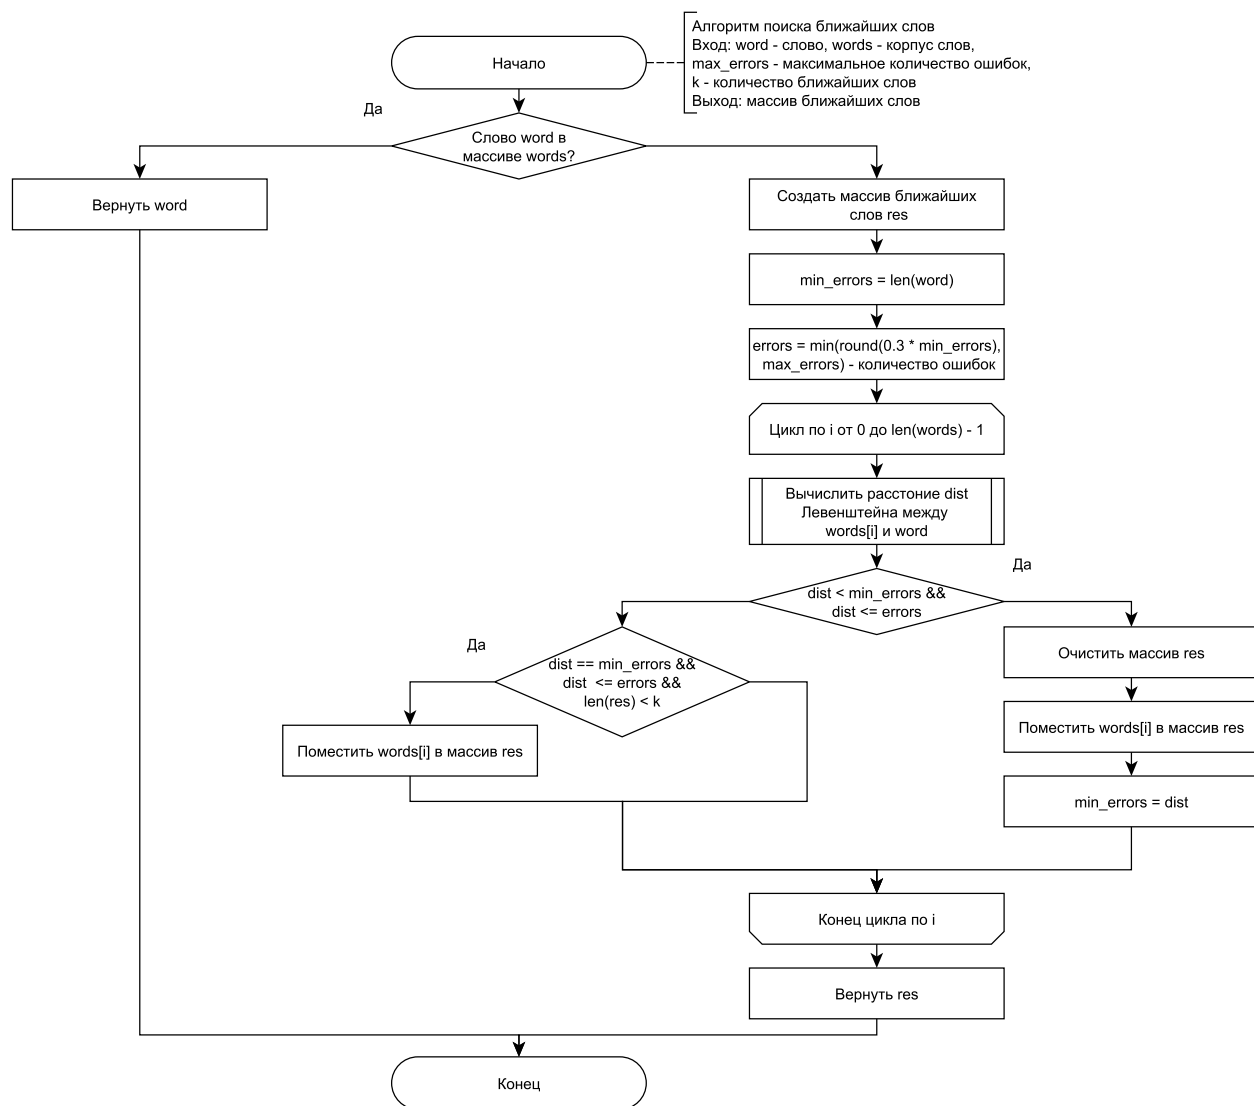 Алгоритм поиска ближайших слов
Вход: word - слово, words - корпус слов,
max_errors - максимальное количество ошибок,
k - количество ближайших слов
Выход: массив ближайших слов
Начало
Да
Слово word в
массиве words?
Вернуть word
Создать массив ближайших
слов res
min_errors = len(word)
errors = min(round(0.3 * min_errors),
max_errors) - количество ошибок
Цикл по i от 0 до len(words) - 1
Вычислить расстоние dist
Левенштейна между
words[i] и word
Да
dist < min_errors &&
dist <= errors
Да
dist == min_errors &&
dist <= errors &&
len(res) < k
Очистить массив res
Поместить words[i] в массив res
Поместить words[i] в массив res
min_errors = dist
Конец цикла по i
Вернуть res
Конец